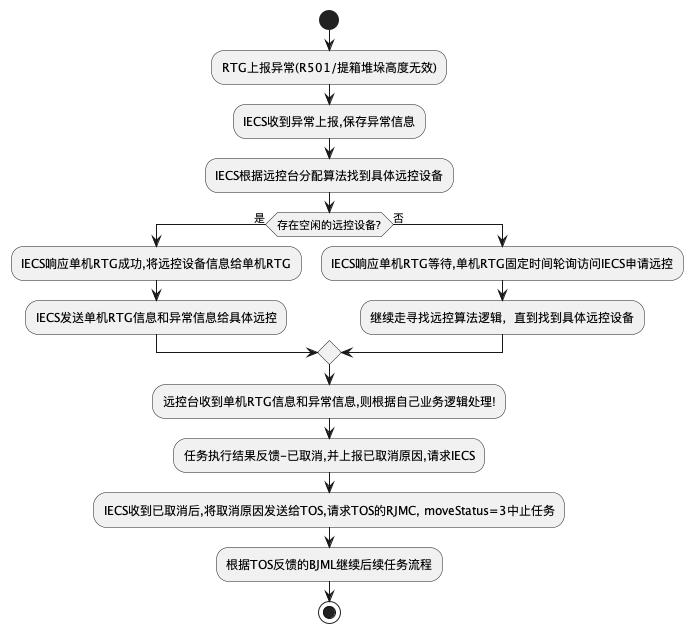 RTG上报异常(R501/提箱堆垛高度无效)
IECS收到异常上报,保存异常信息
IECS根据远控台分配算法找到具体远控设备
是
存在空闲的远控设备?
否
IECS响应单机RTG成功,将远控设备信息给单机RTG
IECS响应单机RTG等待,单机RTG固定时间轮询访问IECS申请远控
IECS发送单机RTG信息和异常信息给具体远控
继续走寻找远控算法逻辑，直到找到具体远控设备
远控台收到单机RTG信息和异常信息,则根据自己业务逻辑处理!
任务执行结果反馈-已取消,并上报已取消原因,请求IECS
IECS收到已取消后,将取消原因发送给TOS,请求TOS的RJMC, moveStatus=3中止任务
根据TOS反馈的BJML继续后续任务流程